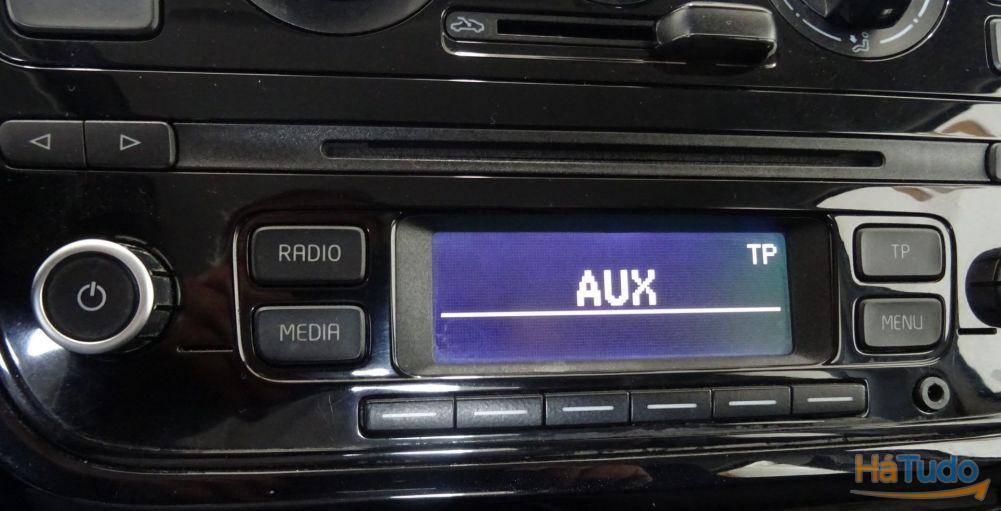 RADIO
MEDIA
TP
AUX
TP
MENU
HáTudo